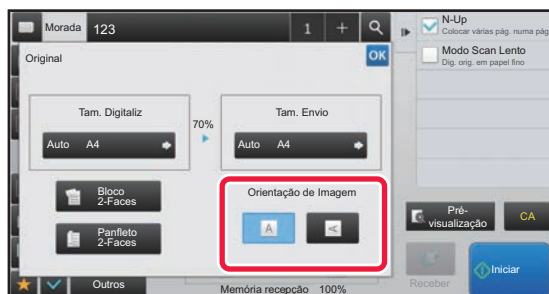 Morada 123 1 +
OK
Original
Tam. Digitaliz
Auto A4
70%
Tam. Envio
Auto A4
Bloco
2-Faces
Panfleto
2-Faces
Orientação de Imagem
A A
N-Up
Colocar várias pág. numa pág
Modo Scan Lento
Dig. orig. em papel fino
Pré-
visualização
CA
Receber
Iniciar
Outros
Memória recepção 100%